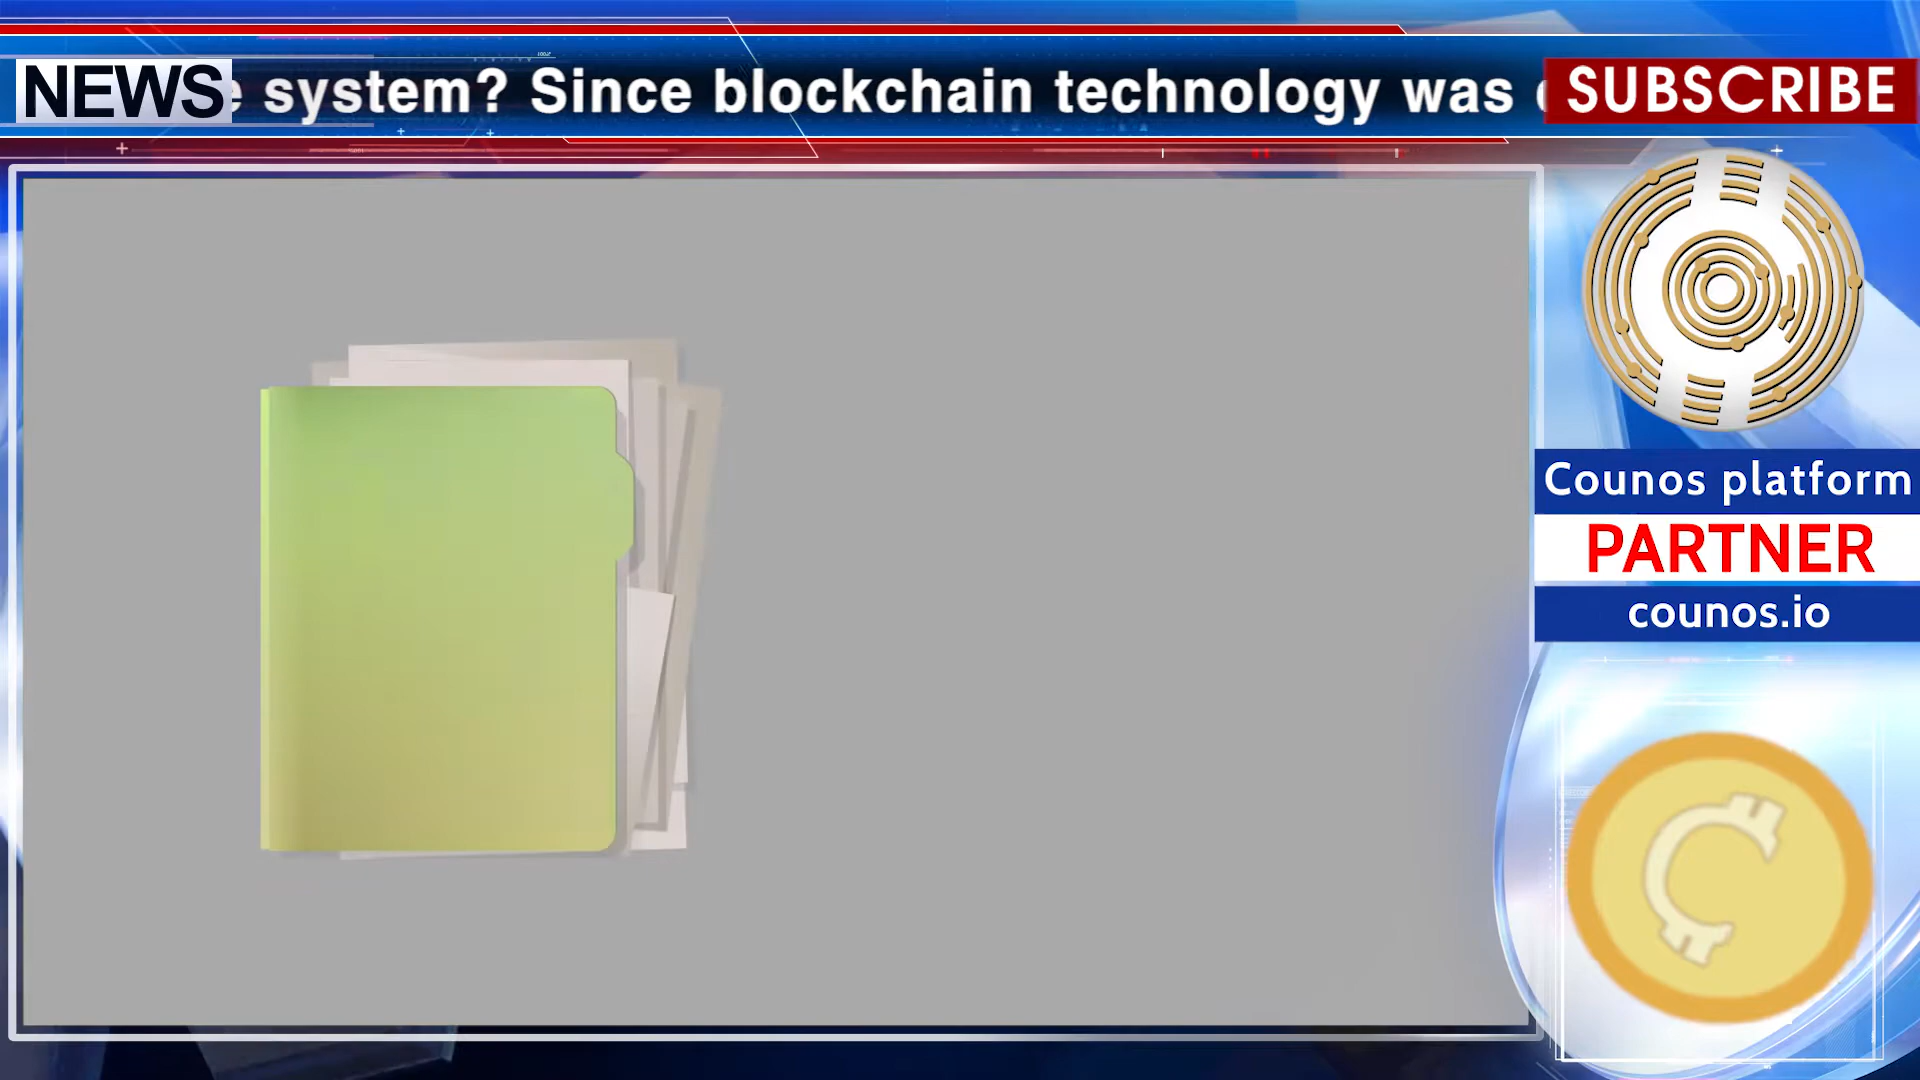 NEWS system? Since blockchain technology was SUBSCRIBE
Counos platform
PARTNER
counos.io